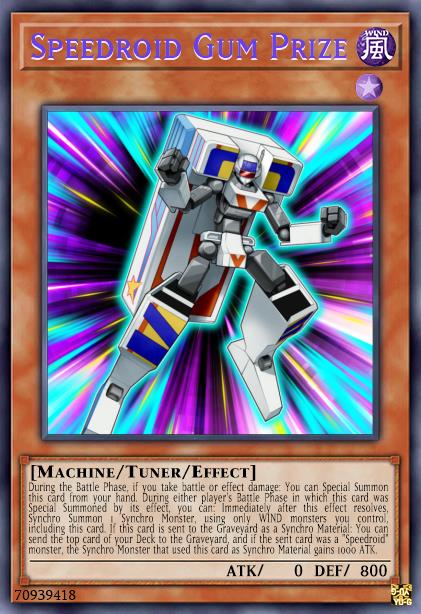 Speedroid Gum Prize
WIND
風
[Machine/Tuner/Effect]
During the Battle Phase, if you take battle or effect damage: You can Special Summon
this card from your hand. During either player's Battle Phase in which this card was
Special Summoned by its effect, you can: Immediately after this effect resolves,
Synchro Summon 1 Synchro Monster, using only WIND monsters you control,
including this card. If this card is sent to the Graveyard as a Synchro Material: You can
send the top card of your Deck to the Graveyard, and if the sent card was a "Speedroid"
monster, the Synchro Monster that used this card as Synchro Material gains 1000 ATK.
ATK/ 0 DEF/ 800
70939418